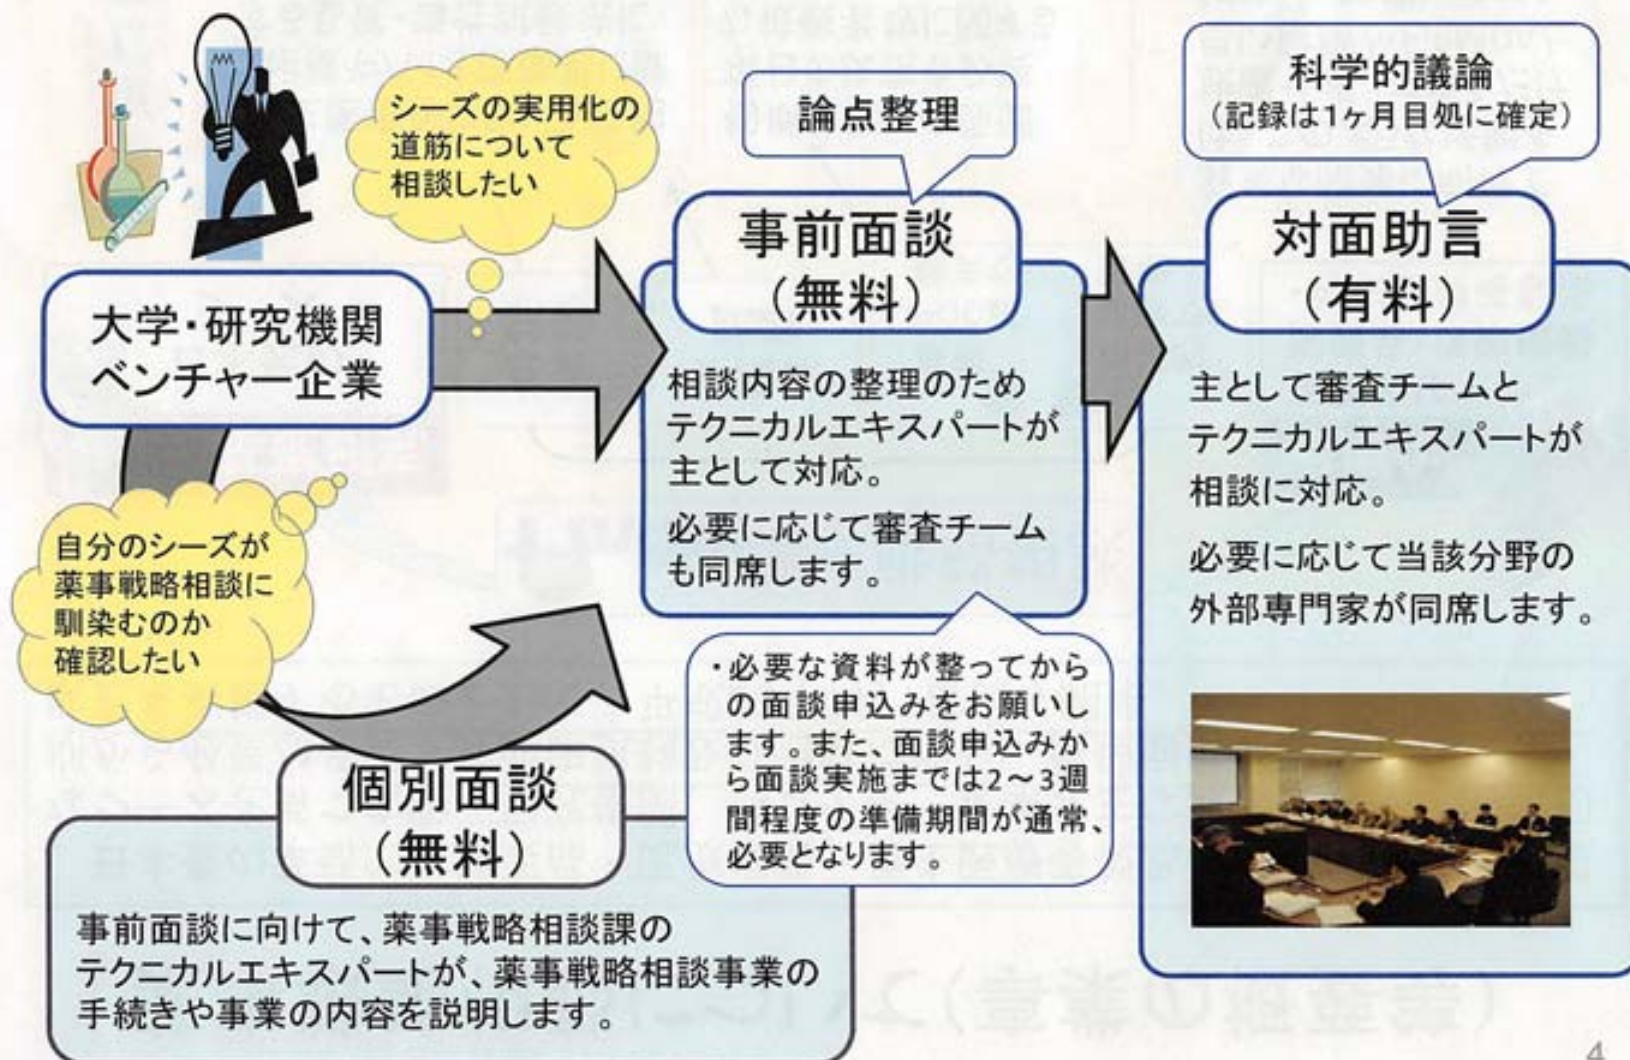 シーズの実用化の
道筋について
相談したい
論点整理
科学的議論
(記録は1ヶ月目処に確定)
大学・研究機関
ベンチャー企業
事前面談
(無料)
相談内容の整理のため
テクニカルエキスパートが
主として対応。
必要に応じて審査チーム
も同席します。
対面助言
(有料)
主として審査チームと
テクニカルエキスパートが
相談に対応。
必要に応じて当該分野の
外部専門家が同席します。
自分のシーズが
薬事戦略相談に
馴染むのか
確認したい
・必要な資料が整ってから
の面談申込みをお願いし
ます。また、面談申込みか
ら面談実施までは2～3週
間程度の準備期間が通常、
必要となります。
個別面談
(無料)
事前面談に向けて、薬事戦略相談課の
テクニカルエキスパートが、薬事戦略相談事業の
手続きや事業の内容を説明します。
4